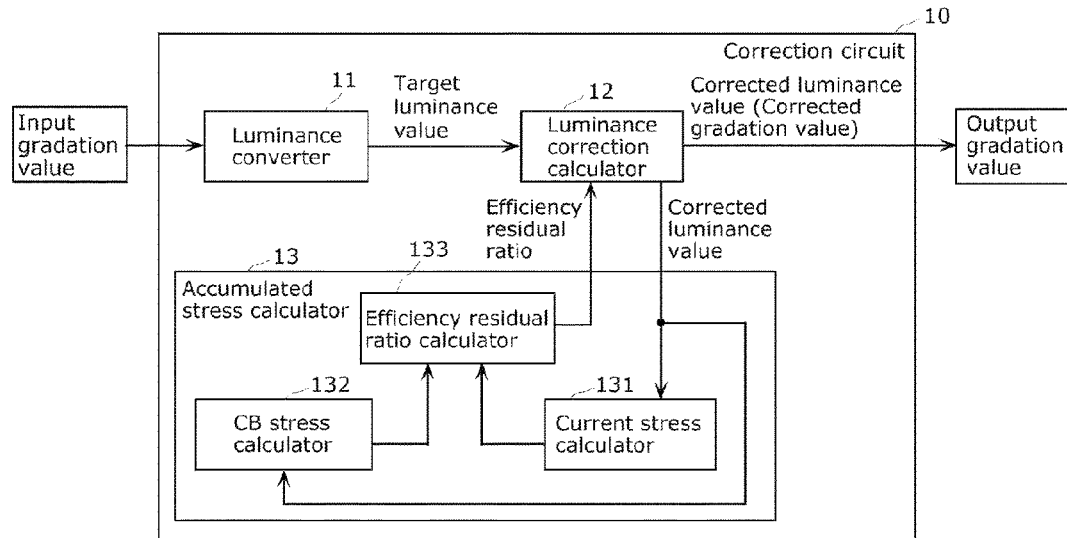 10
Correction circuit
Input
gradation
value
11
Luminance
converter
Target
luminance
value
12
Luminance
correction
calculator
Corrected luminance
value (Corrected
gradation value)
Output
gradation
value
Efficiency
residual
ratio
Corrected
luminance
value
13
Accumulated
stress calculator
133
Efficiency residual
ratio calculator
132
CB stress
calculator
131
Current stress
calculator